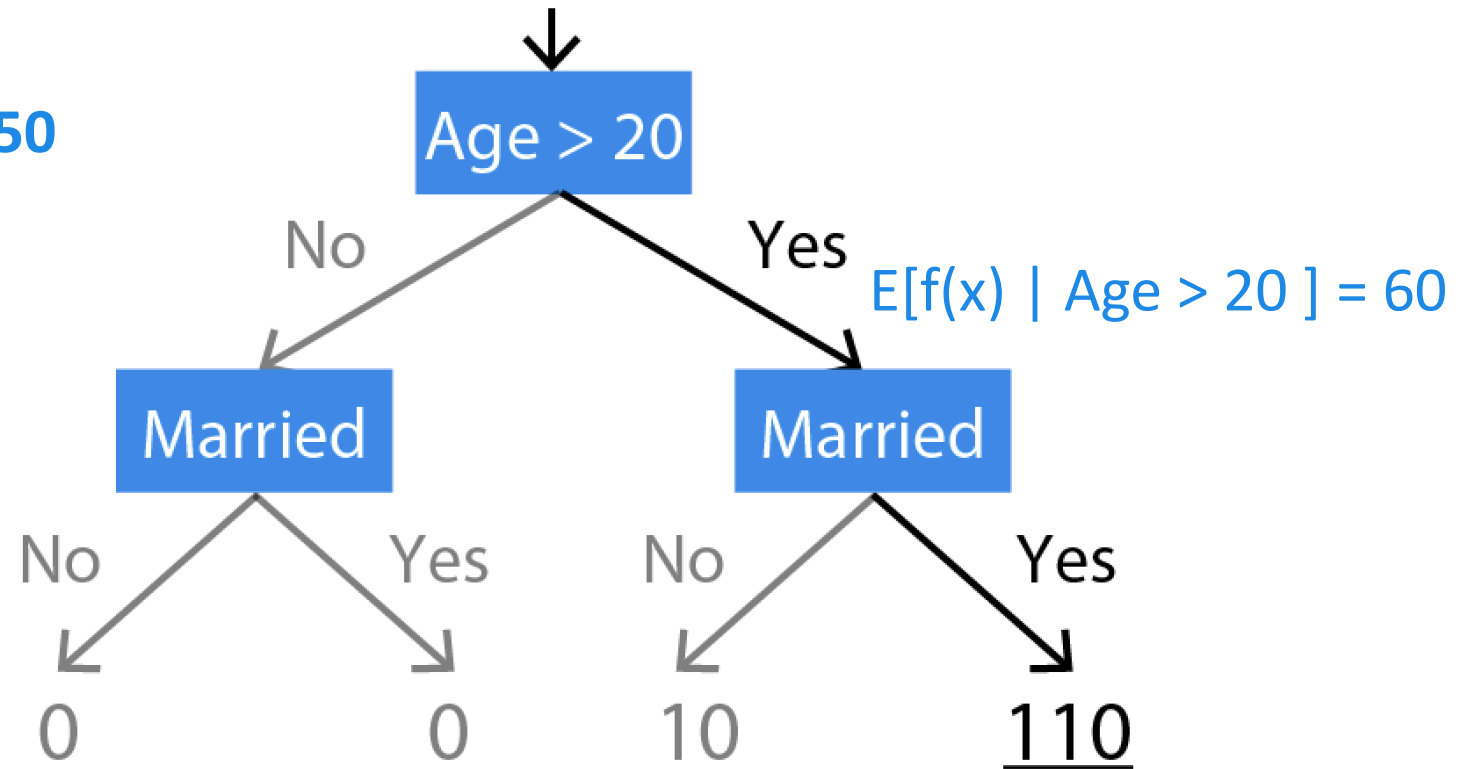 Age > 20
50
No
Yes
E[f(x) | Age > 20 ] = 60
Married
Married
No
Yes
No
Yes
0
0
10
110